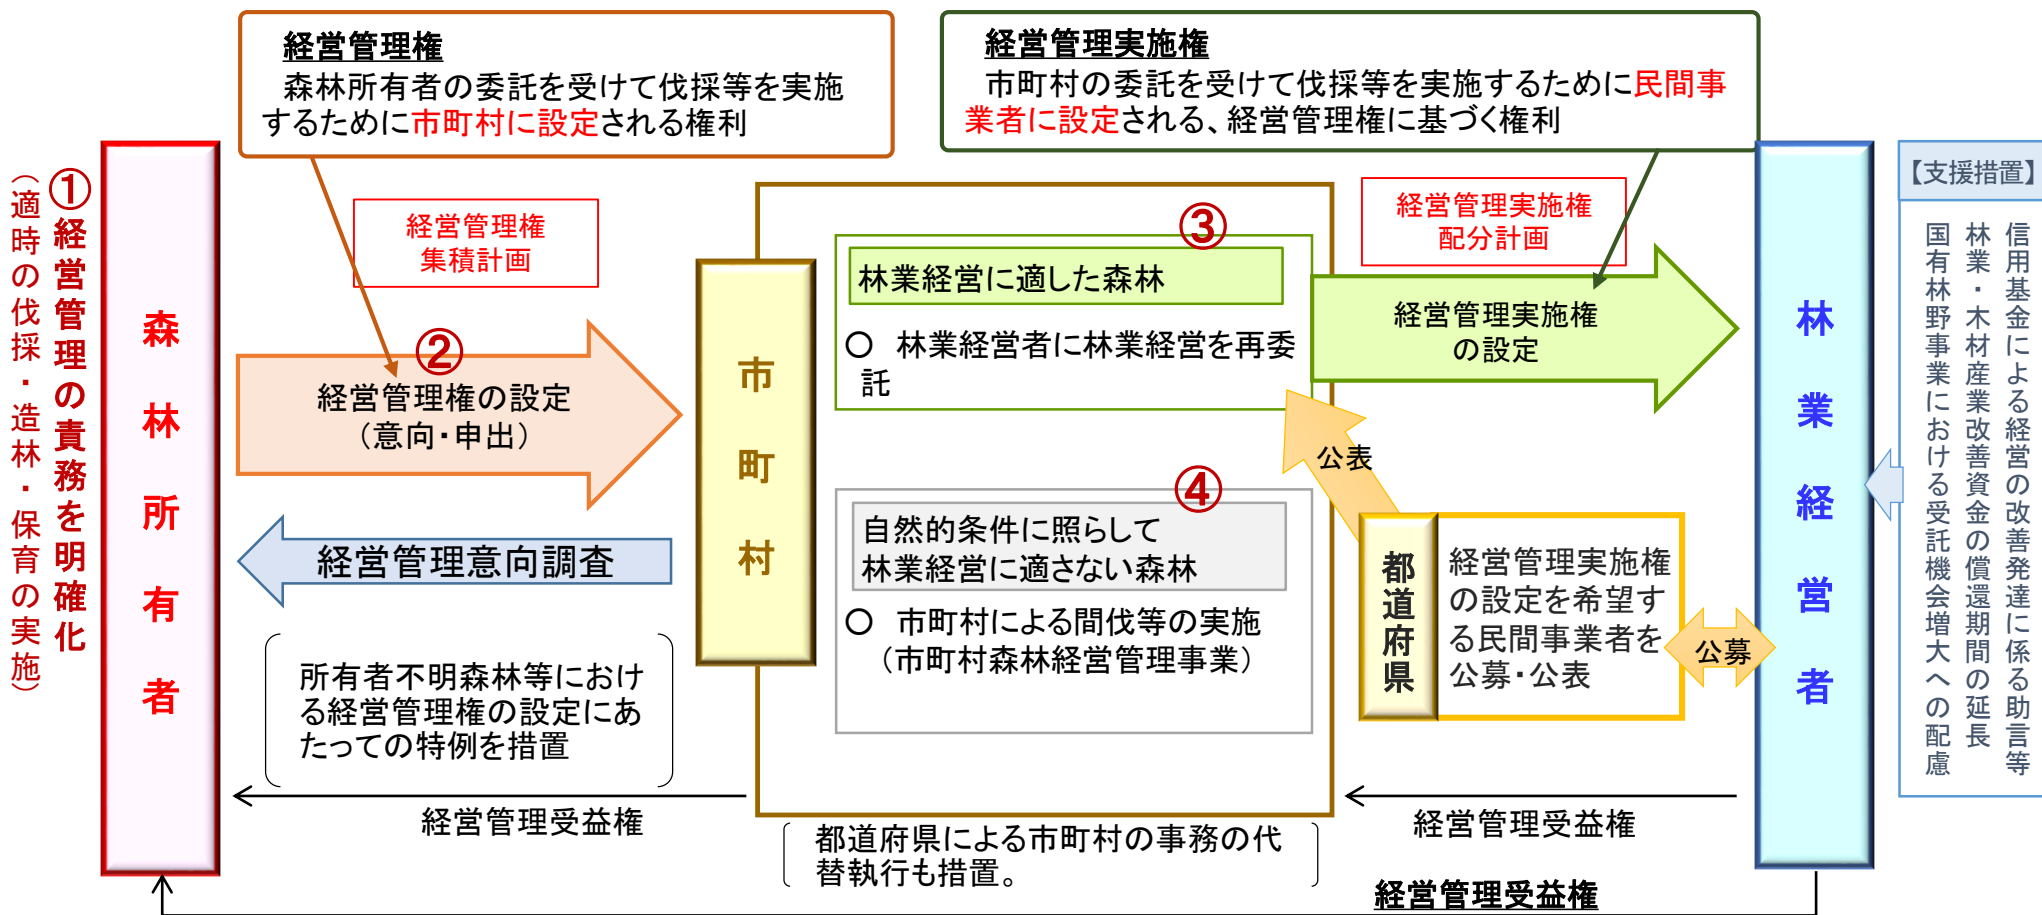 経営管理権
森林所有者の委託を受けて伐採等を実施
するために市町村に設定される権利
経営管理実施権
市町村の委託を受けて伐採等を実施するために民間事
業者に設定される、経営管理権に基づく権利
①経営管理の責務を明確化
（適時の伐採・造林・保育の実施）
森林所有者
経営管理権
集積計画
②
経営管理権の設定
（意向・申出）
経営管理意向調査
所有者不明森林等におけ
る経営管理権の設定にあ
たっての特例を措置
経営管理受益権
市町村
③
林業経営に適した森林
○ 林業経営者に林業経営を再委
託
④
自然的条件に照らして
林業経営に適さない森林
○ 市町村による間伐等の実施
（市町村森林経営管理事業）
都道府県による市町村の事務の代
替執行も措置。
経営管理実施権
配分計画
経営管理実施権
の設定
公表
都道府県
経営管理実施権
の設定を希望す
る民間事業者を
公募・公表
公募
経営管理受益権
経営管理受益権
林業経営者
【支援措置】
信用基金による経営の改善発達に係る助言等
林業・木材産業改善資金の償還期間の延長
国有林野事業における受託機会増大への配慮